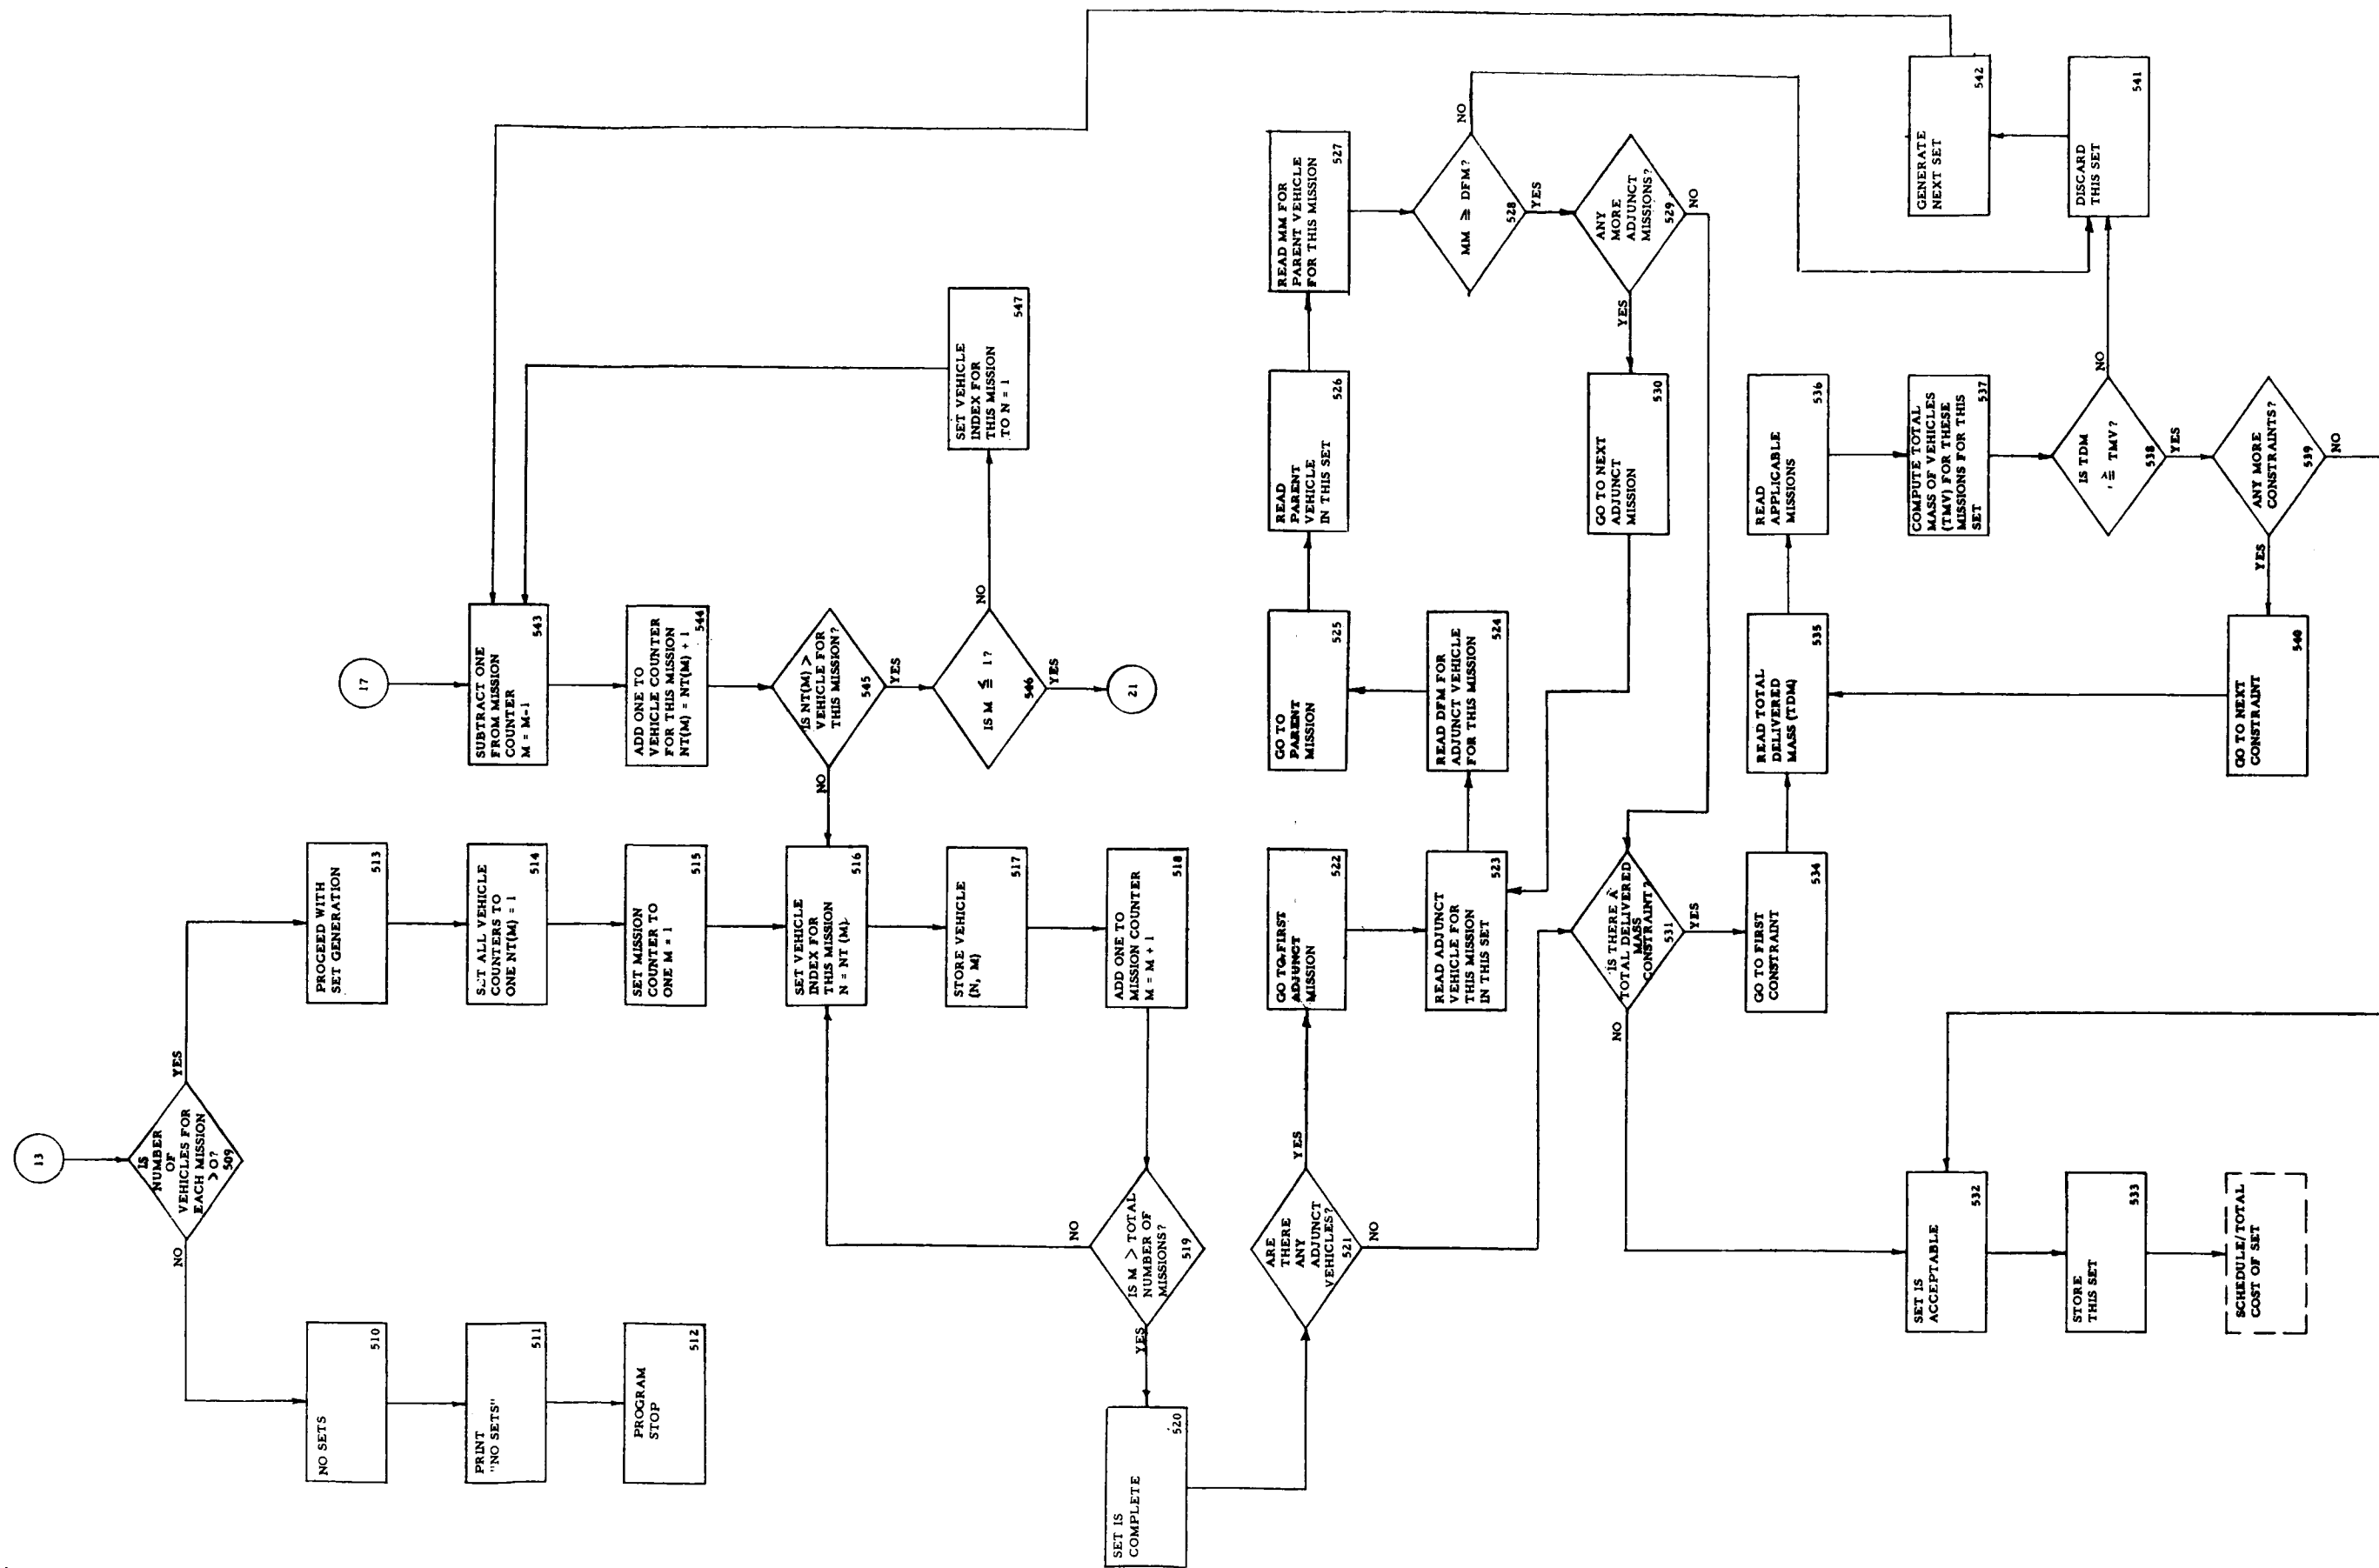 13
IS
NUMBER
OF
VEHICLES FOR
EACH MISSION
> O?
509
NO
YES
NO SETS
510
PRINT
"NO SETS"
511
PROGRAM
STOP
512
PROCEED WITH
SET GENERATION
513
SET ALL VEHICLE
COUNTERS TO
ONE NT(M) = 1
514
SET MISSION
COUNTER TO
ONE M = 1
515
SET VEHICLE
INDEX FOR
THIS MISSION
N = NT (M)
516
STORE VEHICLE
(N, M)
517
ADD ONE TO
MISSION COUNTER
M = M + 1
518
IS M > TOTAL
NUMBER OF
MISSIONS?
519
NO
YES
SET IS
COMPLETE
520
17
SUBTRACT ONE
FROM MISSION
COUNTER
M = M-1
543
ADD ONE TO
VEHICLE COUNTER
FOR THIS MISSION
NT(M) = NT(M) + 1
544
IS NT(M) >
VEHICLE FOR
THIS MISSION?
545
NO
YES
IS M ≦ 1?
546
NO
YES
21
SET VEHICLE
INDEX FOR
THIS MISSION
TO N = 1
547
ARE
THERE
ANY
ADJUNCT
VEHICLES?
521
YES
NO
GO TO FIRST
ADJUNCT
MISSION
522
READ ADJUNCT
VEHICLE FOR
THIS MISSION
IN THIS SET
523
READ DFM FOR
ADJUNCT VEHICLE
FOR THIS MISSION
524
GO TO
PARENT
MISSION
525
READ
PARENT
VEHICLE
IN THIS SET
526
READ MM FOR
PARENT VEHICLE
FOR THIS MISSION
527
MM ≧ DFM?
528
NO
YES
ANY
MORE
ADJUNCT
MISSIONS?
529
YES
NO
GO TO NEXT
ADJUNCT
MISSION
530
IS THERE A
TOTAL DELIVERED
MASS
CONSTRAINT?
531
NO
YES
SET IS
ACCEPTABLE
532
STORE
THIS SET
533
SCHEDULE/TOTAL
COST OF SET
GO TO FIRST
CONSTRAINT
534
READ TOTAL
DELIVERED
MASS (TDM)
535
READ
APPLICABLE
MISSIONS
536
COMPUTE TOTAL
MASS OF VEHICLES
(TMV) FOR THESE
MISSIONS FOR THIS
SET
537
IS TDM
≧ TMV?
538
NO
YES
ANY MORE
CONSTRAINTS?
539
YES
NO
GO TO NEXT
CONSTRAINT
540
DISCARD
THIS SET
541
GENERATE
NEXT SET
542